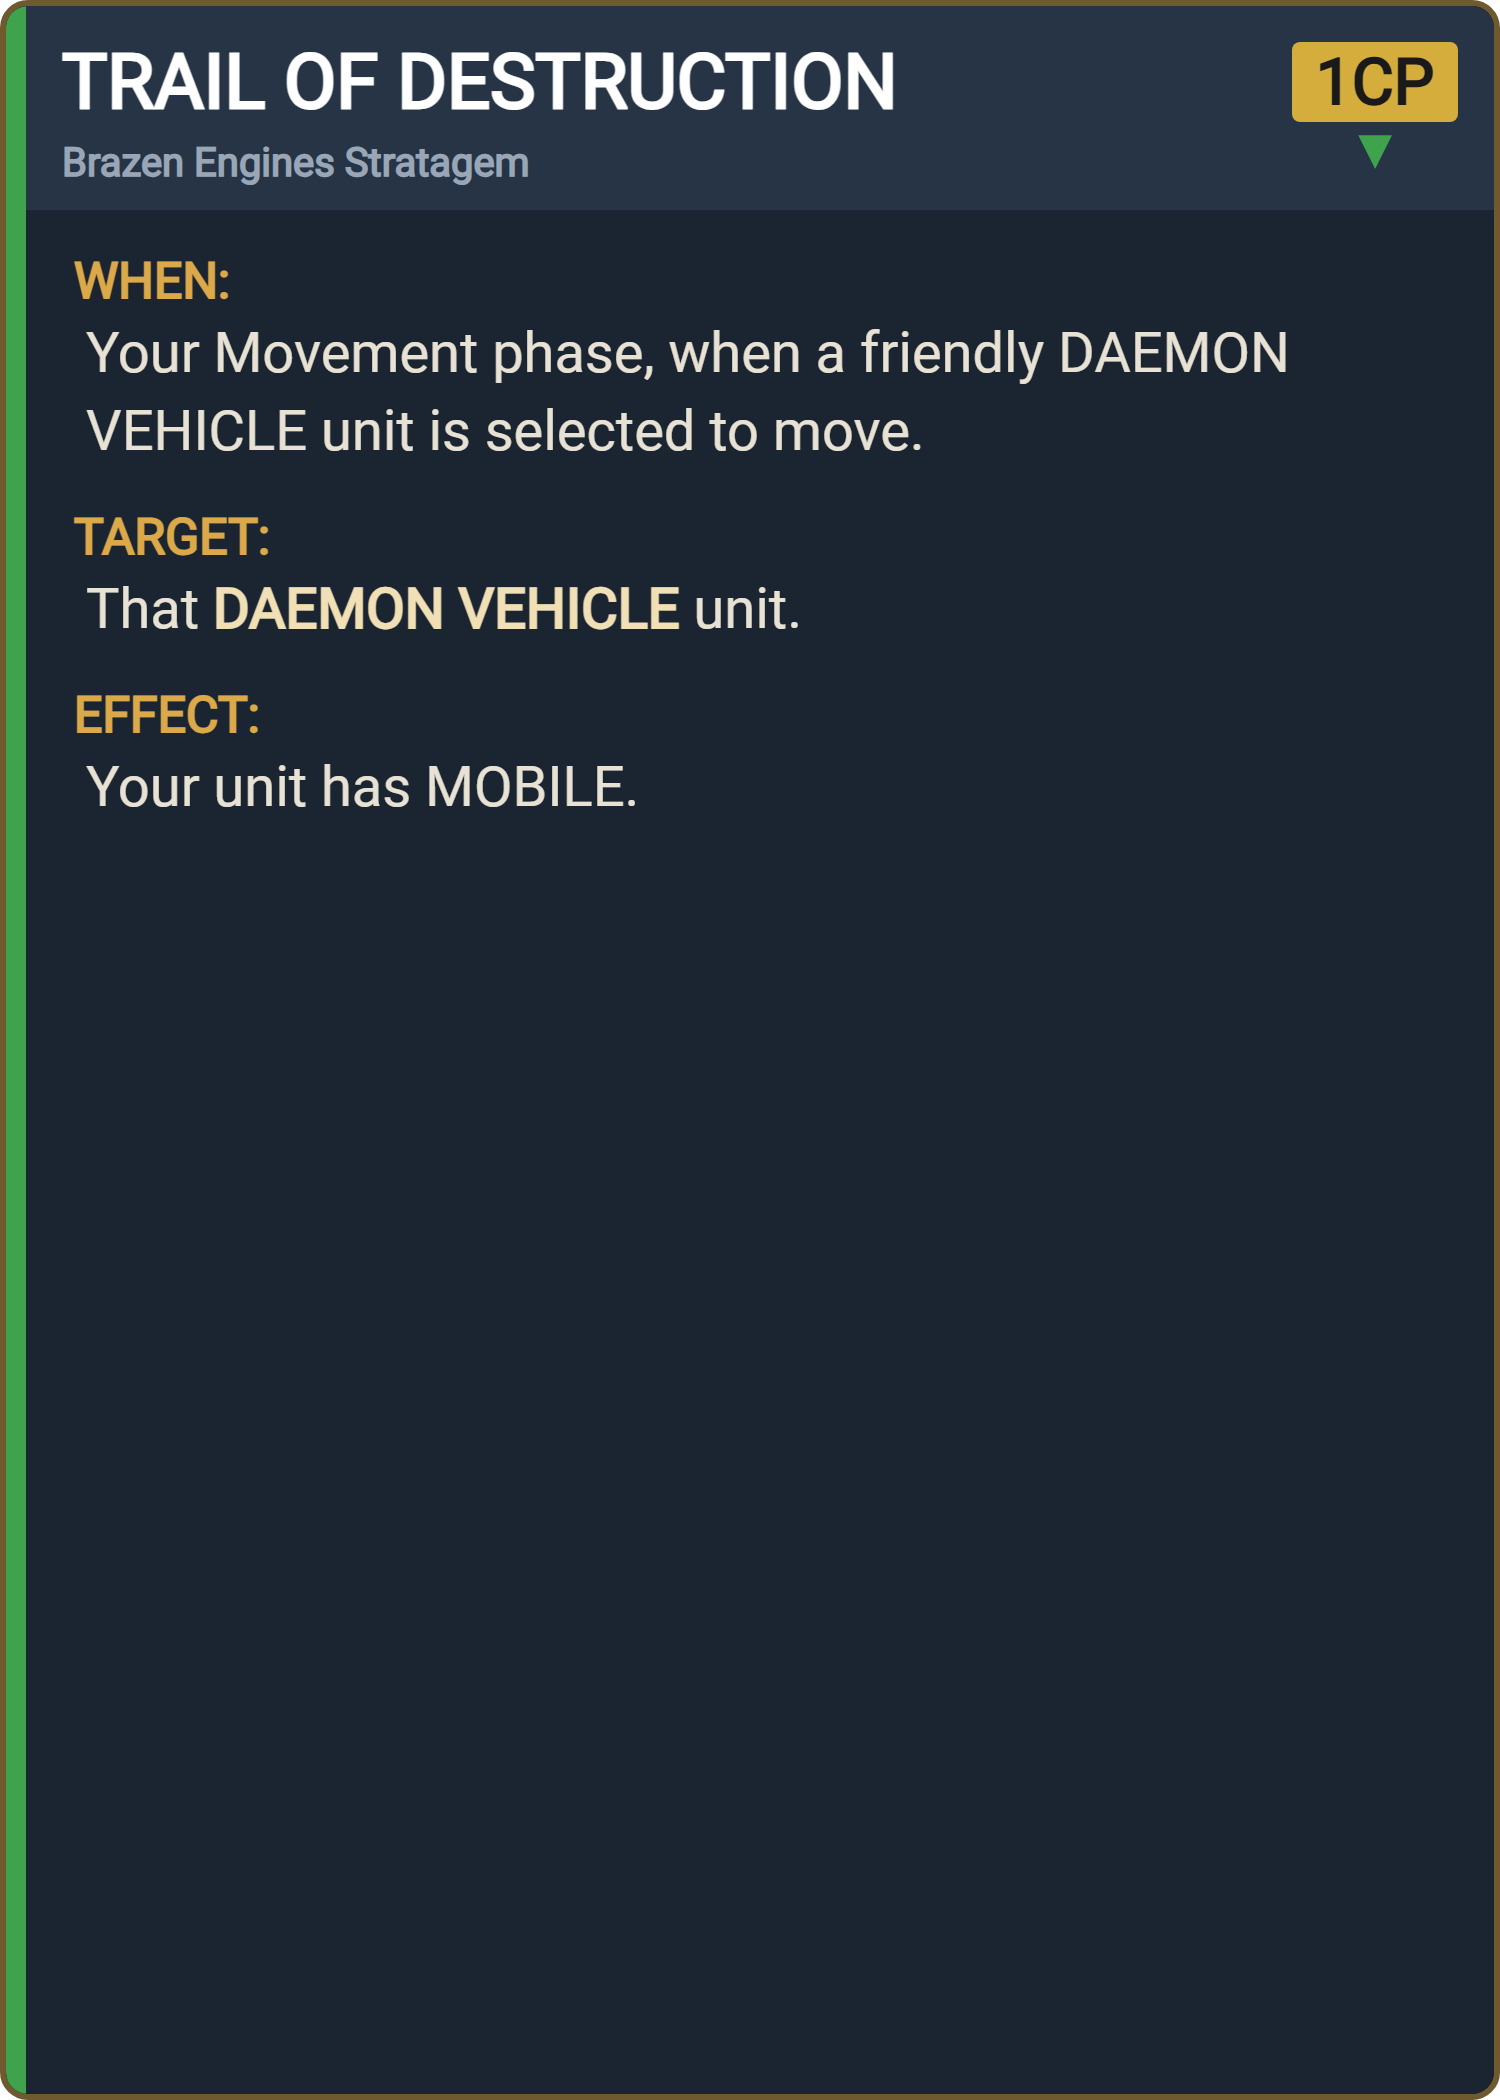 TRAIL OF DESTRUCTION
1CP
Brazen Engines Stratagem
WHEN:
Your Movement phase, when a friendly DAEMON
VEHICLE unit is selected to move.
TARGET:
That DAEMON VEHICLE unit.
EFFECT:
Your unit has MOBILE.